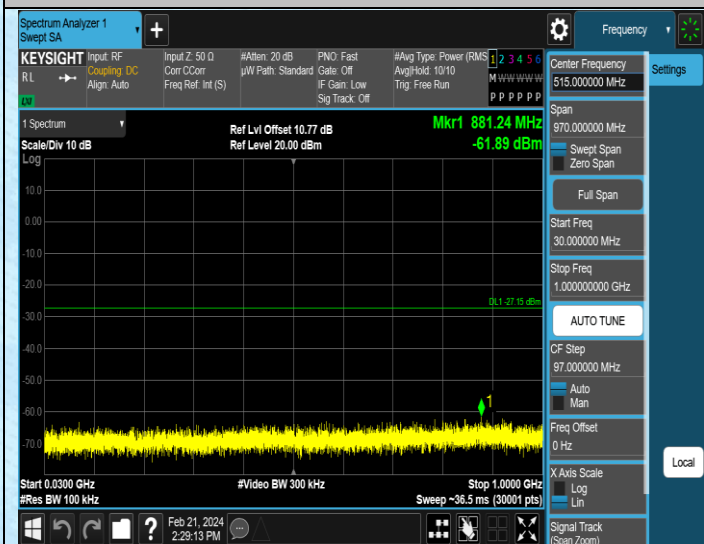 Spectrum Analyzer 1
Swept SA
Frequency
KEYSIGHT
RL
LXI
Input: RF
Coupling: DC
Align: Auto
Input Z: 50 Ω
Corr CCorr
Freq Ref: Int (S)
#Atten: 20 dB
µW Path: Standard
PNO: Fast
Gate: Off
IF Gain: Low
Sig Track: Off
#Avg Type: Power (RMS
Avg|Hold: 10/10
Trig: Free Run
1 2 3 4 5 6
M W W W W W
P P P P P P
1 Spectrum
Scale/Div 10 dB
Ref Lvl Offset 10.77 dB
Ref Level 20.00 dBm
Mkr1 881.24 MHz
-61.89 dBm
Log
10.0
0.00
-10.0
-20.0
DL1 -27.15 dBm
-30.0
-40.0
-50.0
1
-60.0
-70.0
Start 0.0300 GHz
#Res BW 100 kHz
#Video BW 300 kHz
Stop 1.0000 GHz
Sweep ~36.5 ms (30001 pts)
?
Feb 21, 2024
2:29:13 PM
Center Frequency
515.000000 MHz
Settings
Span
970.000000 MHz
Swept Span
Zero Span
Full Span
Start Freq
30.000000 MHz
Stop Freq
1.000000000 GHz
AUTO TUNE
CF Step
97.000000 MHz
Auto
Man
Freq Offset
0 Hz
Local
X Axis Scale
Log
Lin
Signal Track
(Span Zoom)